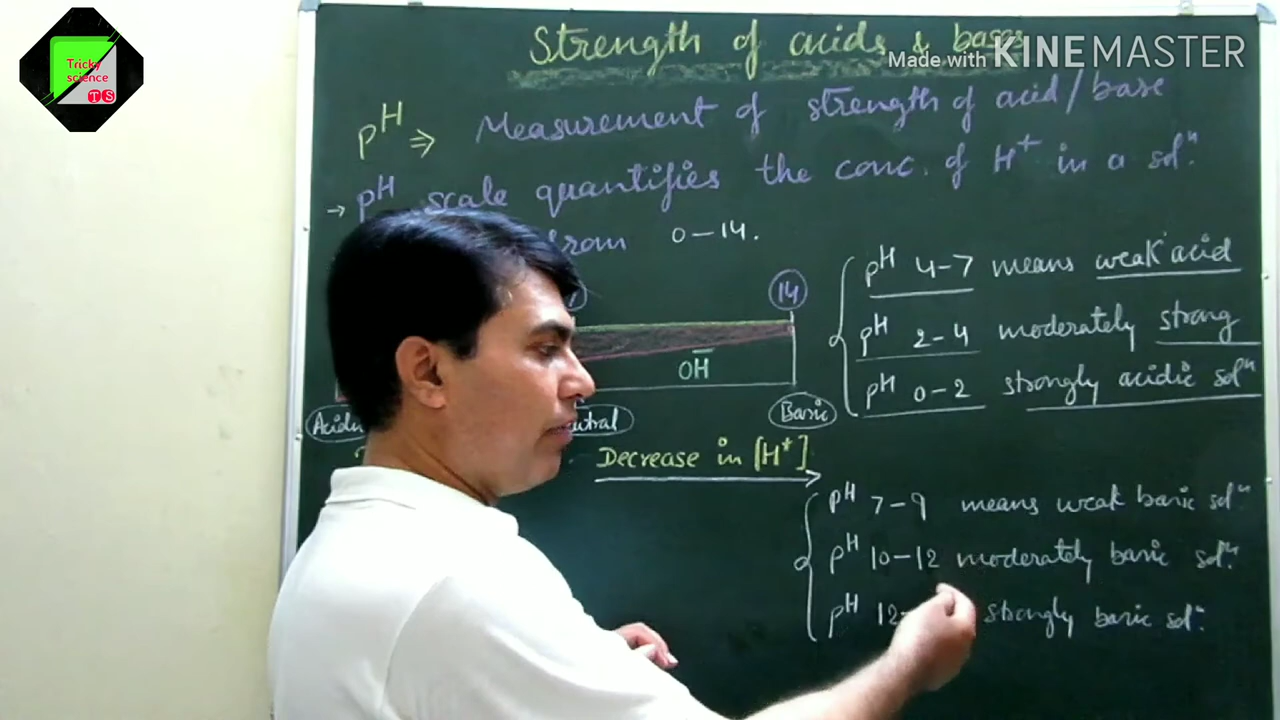 Tricky
science
TS
Strength of acids & bases
Made with KINEMASTER
pH ⇒ Measurement of strength of acid/base
→ pH scale quantifies the conc. of H⁺ in a solⁿ.
from 0–14.
14
pH 4–7 means weak acid
pH 2–4 moderately strong
pH 0–2 strongly acidic solⁿ
OH⁻
Basic
Decrease in [H⁺]
pH 7–9 means weak basic solⁿ
pH 10–12 moderately basic solⁿ.
pH 12– strongly basic solⁿ.